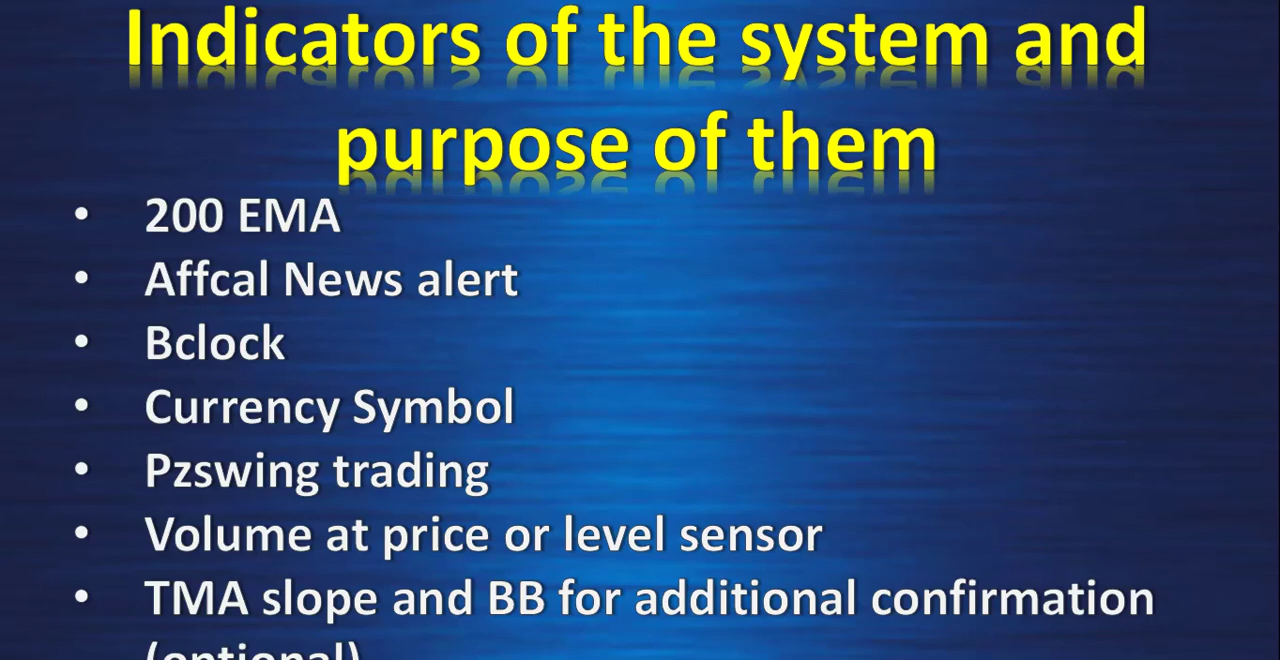 Indicators of the system and
purpose of them
• 200 EMA
• Affcal News alert
• Bclock
• Currency Symbol
• Pzswing trading
• Volume at price or level sensor
• TMA slope and BB for additional confirmation
(optional)